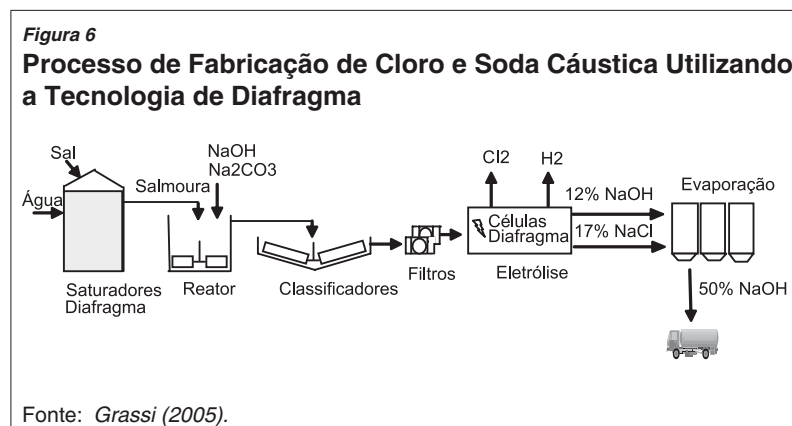 Figura 6
Processo de Fabricação de Cloro e Soda Cáustica Utilizando
a Tecnologia de Diafragma
Sal
Água
Salmoura
NaOH
Na2CO3
Saturadores
Diafragma
Reator
Classificadores
Filtros
Cl2
H2
Células
Diafragma
Eletrólise
12% NaOH
17% NaCl
Evaporação
50% NaOH
Fonte: Grassi (2005).